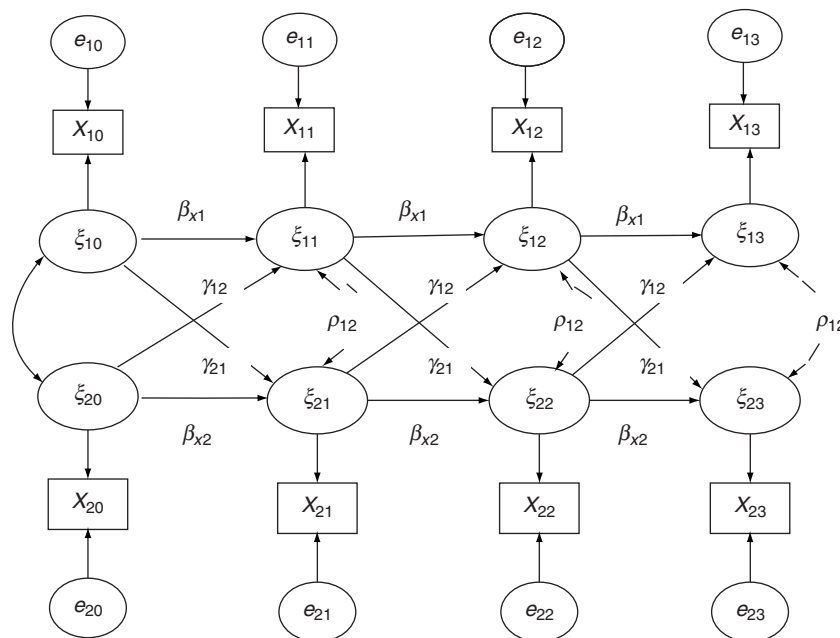 e10 e11 e12 e13
X10 X11 X12 X13
βx1 βx1 βx1
ξ10 ξ11 ξ12 ξ13
γ12 γ12 γ12
ρ12 ρ12 ρ12
γ21 γ21 γ21
ξ20 ξ21 ξ22 ξ23
βx2 βx2 βx2
X20 X21 X22 X23
e20 e21 e22 e23